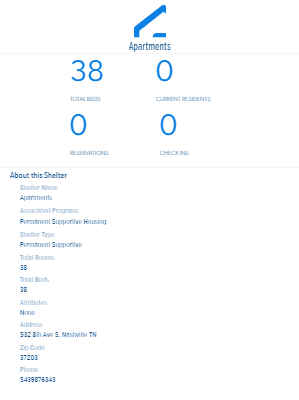 Apartments
38 0
TOTAL BEDS CURRENT RESIDENTS
0 0
RESERVATIONS CHECK INS
About this Shelter
Shelter Name
Apartments
Associated Programs
Permanent Supportive Housing
Shelter Type
Permanent Supportive
Total Rooms
38
Total Beds
38
Attributes
None
Address
532 8th Ave S, Nashville TN
Zip Code
37203
Phone
5439876343